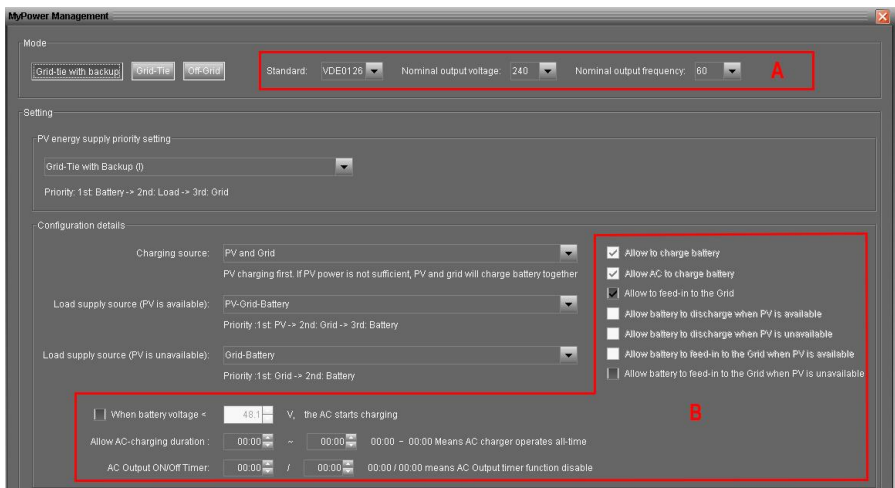 MyPower Management
Mode
Grid-tie with backup Grid-Tie Off-Grid Standard: VDE0126 Nominal output voltage: 240 Nominal output frequency: 60 A
Setting
PV energy supply priority setting
Grid-Tie with Backup (I)
Priority: 1st: Battery -> 2nd: Load -> 3rd: Grid
Configuration details
Charging source: PV and Grid
PV charging first. If PV power is not sufficient, PV and grid will charge battery together
Load supply source (PV is available): PV-Grid-Battery
Priority :1st: PV -> 2nd: Grid -> 3rd: Battery
Load supply source (PV is unavailable): Grid-Battery
Priority :1st: Grid -> 2nd: Battery
Allow to charge battery
Allow AC to charge battery
Allow to feed-in to the Grid
Allow battery to discharge when PV is available
Allow battery to discharge when PV is unavailable
Allow battery to feed-in to the Grid when PV is available
Allow battery to feed-in to the Grid when PV is unavailable
B
When battery voltage < 48.1 V, the AC starts charging
Allow AC-charging duration : 00:00 ~ 00:00 00:00 - 00:00 Means AC charger operates all-time
AC Output ON/Off Timer: 00:00 / 00:00 00:00 / 00:00 means AC Output timer function disable